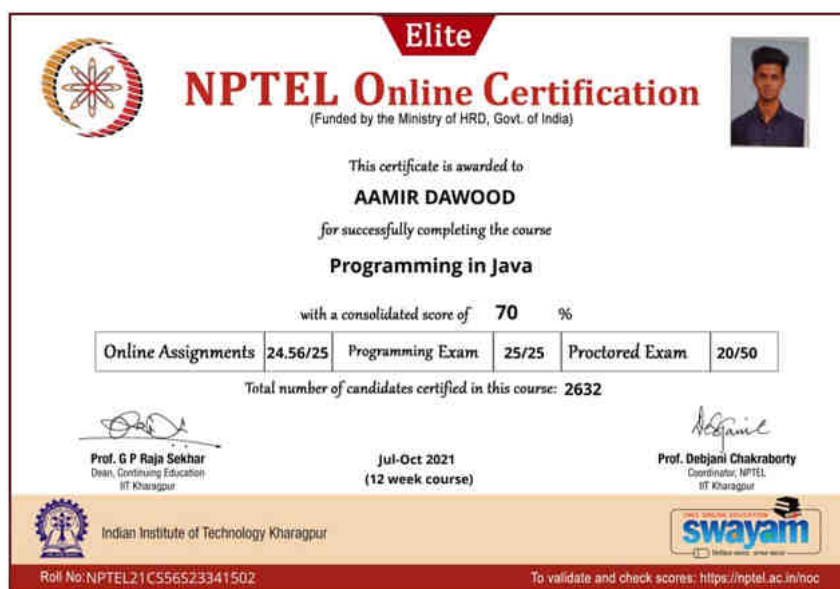 Elite
NPTEL Online Certification
(Funded by the Ministry of HRD, Govt. of India)
This certificate is awarded to
AAMIR DAWOOD
for successfully completing the course
Programming in Java
with a consolidated score of 70 %
Online Assignments 24.56/25 Programming Exam 25/25 Proctored Exam 20/50
Total number of candidates certified in this course: 2632
Prof. G P Raja Sekhar
Dean, Continuing Education
IIT Kharagpur
Jul-Oct 2021
(12 week course)
Prof. Debjani Chakraborty
Coordinator, NPTEL
IIT Kharagpur
Indian Institute of Technology Kharagpur
FREE ONLINE EDUCATION
swayam
Roll No: NPTEL21CS56S23341502
To validate and check scores: https://nptel.ac.in/noc